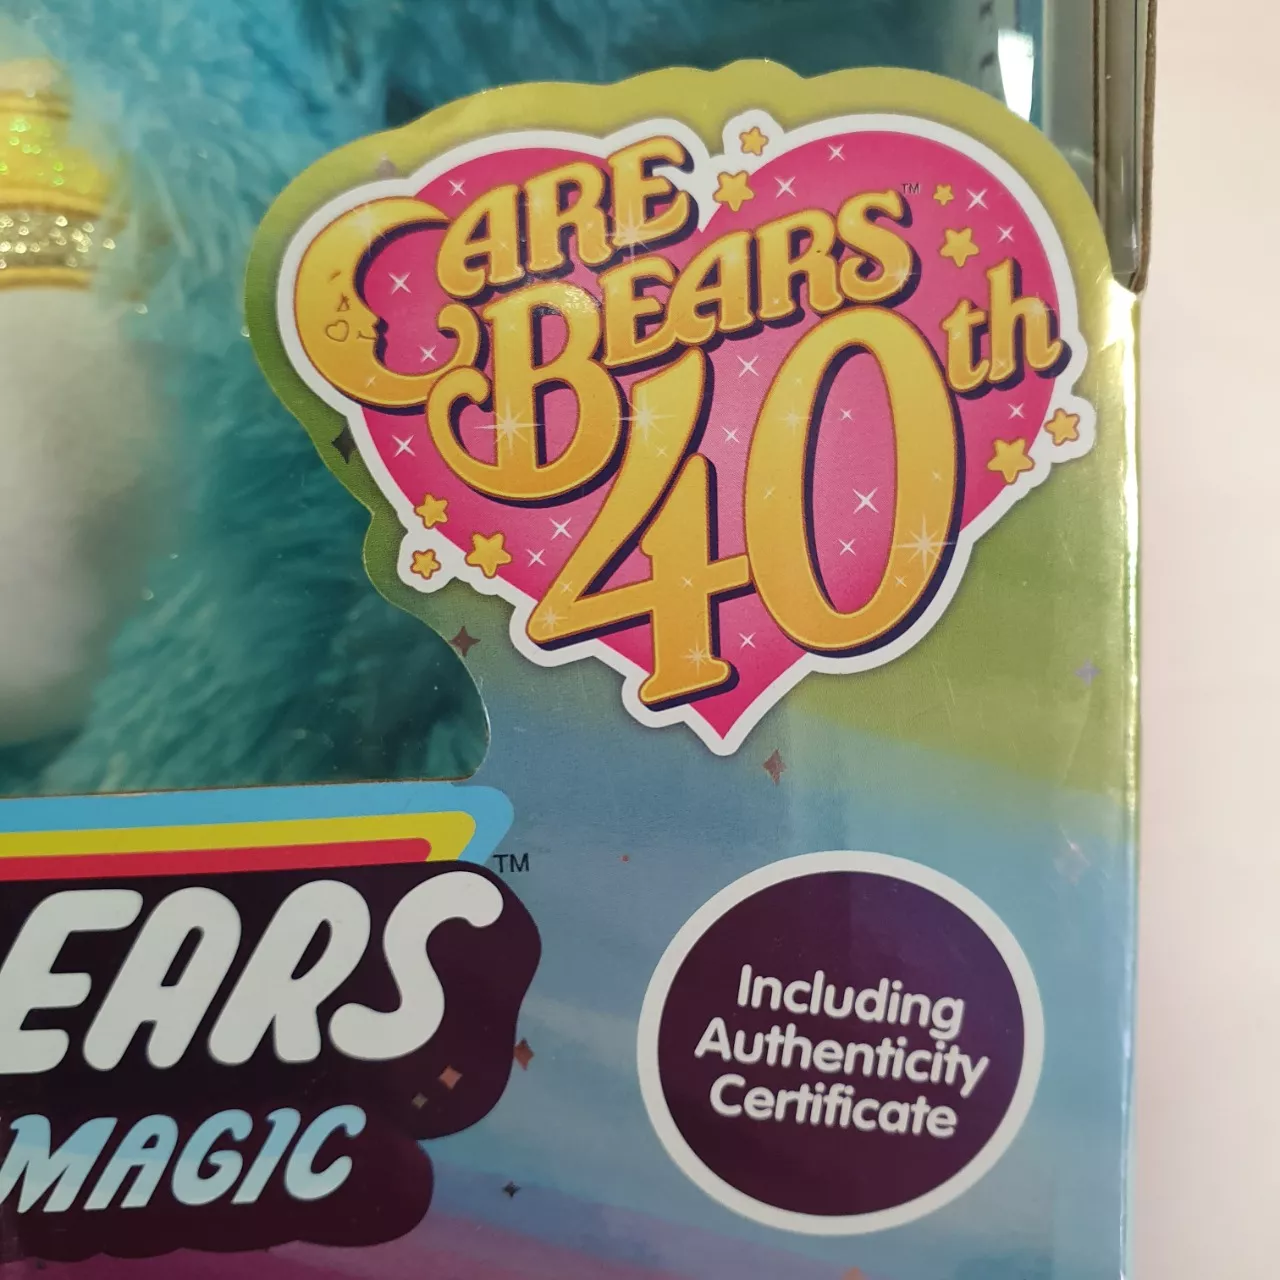 CARE
BEARS™
40th
EARS™
MAGIC
Including
Authenticity
Certificate